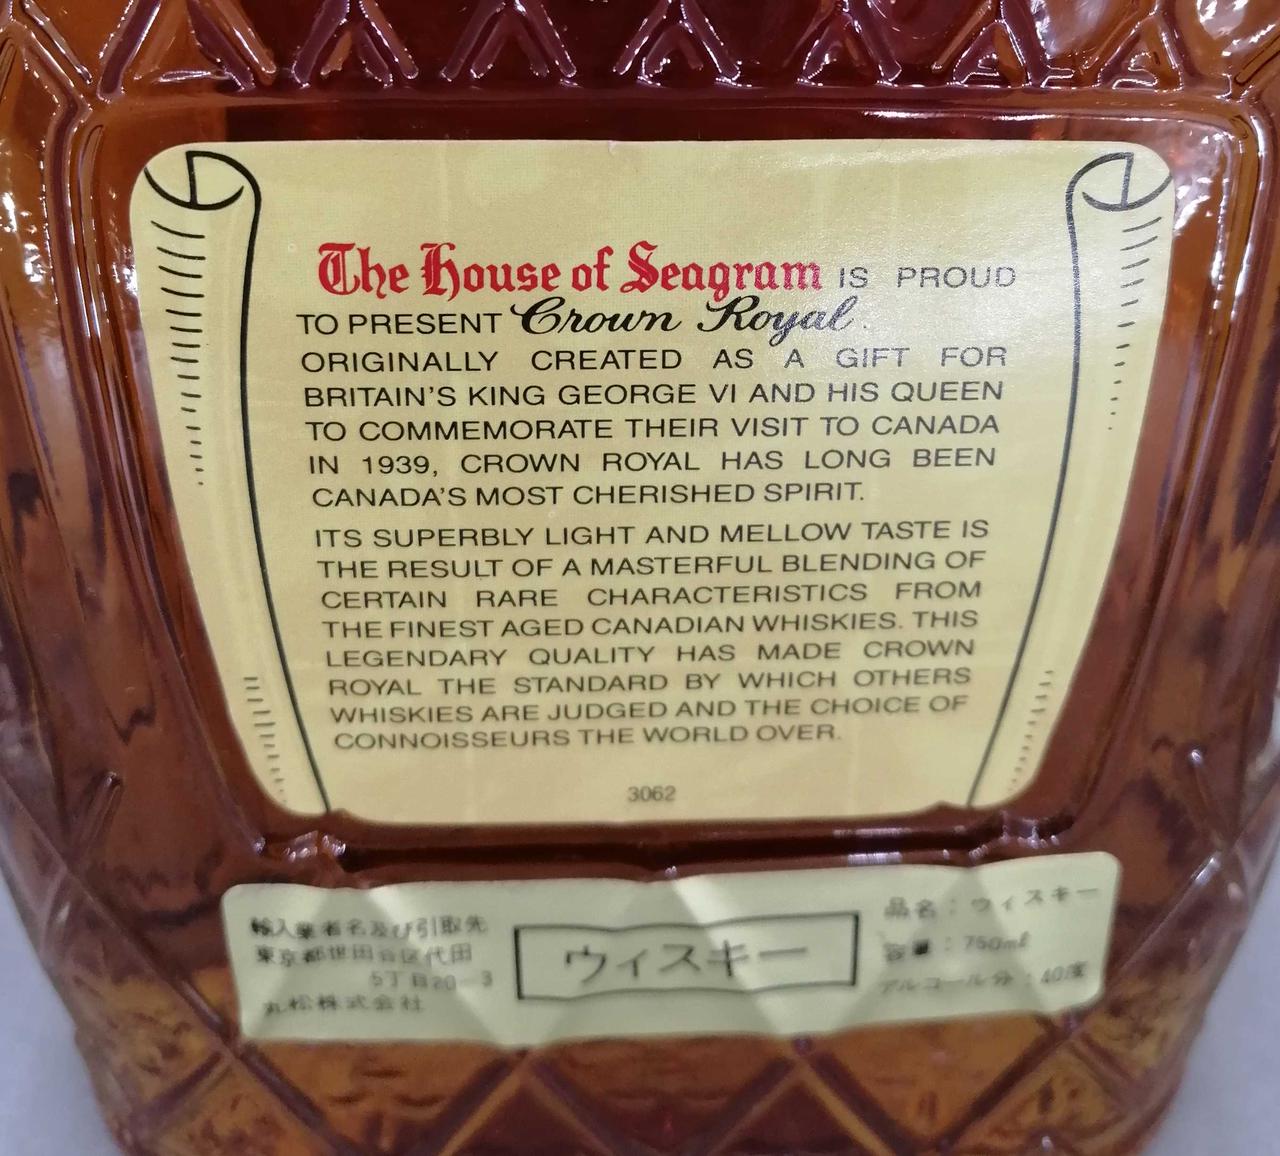 The House of Seagram IS PROUD
TO PRESENT Crown Royal.
ORIGINALLY CREATED AS A GIFT FOR
BRITAIN'S KING GEORGE VI AND HIS QUEEN
TO COMMEMORATE THEIR VISIT TO CANADA
IN 1939, CROWN ROYAL HAS LONG BEEN
CANADA'S MOST CHERISHED SPIRIT.
ITS SUPERBLY LIGHT AND MELLOW TASTE IS
THE RESULT OF A MASTERFUL BLENDING OF
CERTAIN RARE CHARACTERISTICS FROM
THE FINEST AGED CANADIAN WHISKIES. THIS
LEGENDARY QUALITY HAS MADE CROWN
ROYAL THE STANDARD BY WHICH OTHERS
WHISKIES ARE JUDGED AND THE CHOICE OF
CONNOISSEURS THE WORLD OVER.
3062
輸入業者名及び引取先
東京都世田谷区代田
5丁目20-3
丸松株式会社
ウィスキー
品名：ウィスキー
容量：750ml
アルコール分：40度